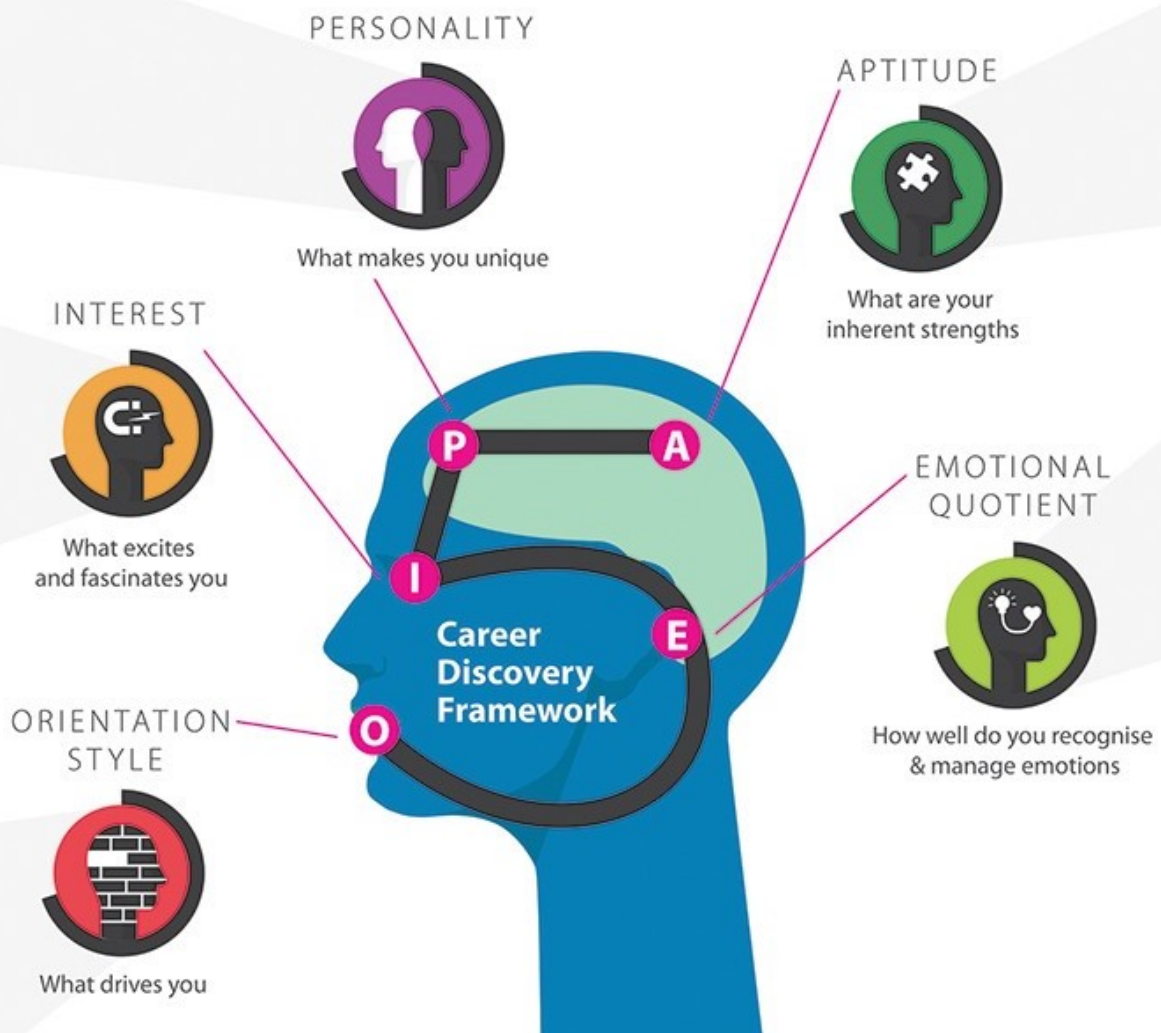 PERSONALITY
What makes you unique
APTITUDE
What are your
inherent strengths
INTEREST
What excites
and fascinates you
P
A
EMOTIONAL
QUOTIENT
How well do you recognise
& manage emotions
I
E
Career
Discovery
Framework
O
ORIENTATION
STYLE
What drives you